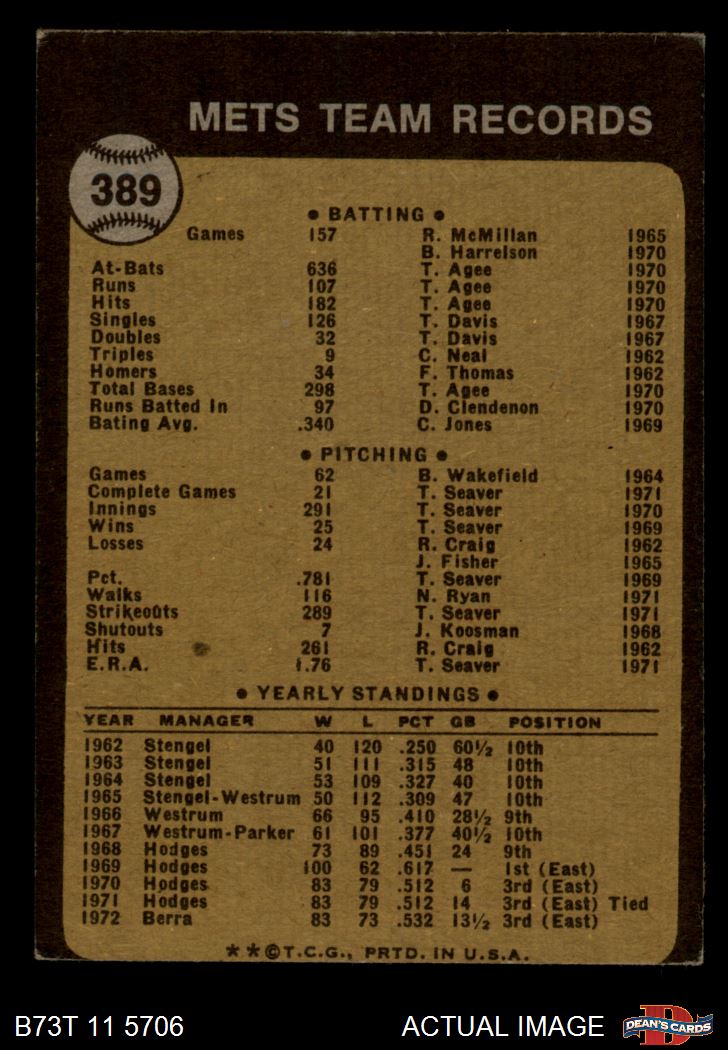 METS TEAM RECORDS
389
• BATTING •
Games 157 R. McMillan 1965
B. Harrelson 1970
At-Bats 636 T. Agee 1970
Runs 107 T. Agee 1970
Hits 182 T. Agee 1970
Singles 126 T. Davis 1967
Doubles 32 T. Davis 1967
Triples 9 C. Neal 1962
Homers 34 F. Thomas 1962
Total Bases 298 T. Agee 1970
Runs Batted In 97 D. Clendenon 1970
Bating Avg. .340 C. Jones 1969
• PITCHING •
Games 62 B. Wakefield 1964
Complete Games 21 T. Seaver 1971
Innings 291 T. Seaver 1970
Wins 25 T. Seaver 1969
Losses 24 R. Craig 1962
J. Fisher 1965
Pct. .781 T. Seaver 1969
Walks 116 N. Ryan 1971
Strikeouts 289 T. Seaver 1971
Shutouts 7 J. Koosman 1968
Hits 261 R. Craig 1962
E.R.A. 1.76 T. Seaver 1971
• YEARLY STANDINGS •
YEAR MANAGER W L PCT GB POSITION
1962 Stengel 40 120 .250 60½ 10th
1963 Stengel 51 111 .315 48 10th
1964 Stengel 53 109 .327 40 10th
1965 Stengel-Westrum 50 112 .309 47 10th
1966 Westrum 66 95 .410 28½ 9th
1967 Westrum-Parker 61 101 .377 40½ 10th
1968 Hodges 73 89 .451 24 9th
1969 Hodges 100 62 .617 — 1st (East)
1970 Hodges 83 79 .512 6 3rd (East)
1971 Hodges 83 79 .512 14 3rd (East) Tied
1972 Berra 83 73 .532 13½ 3rd (East)
**©T.C.G., PRTD. IN U.S.A.
B73T 11 5706 ACTUAL IMAGE
D
DEAN'S CARDS